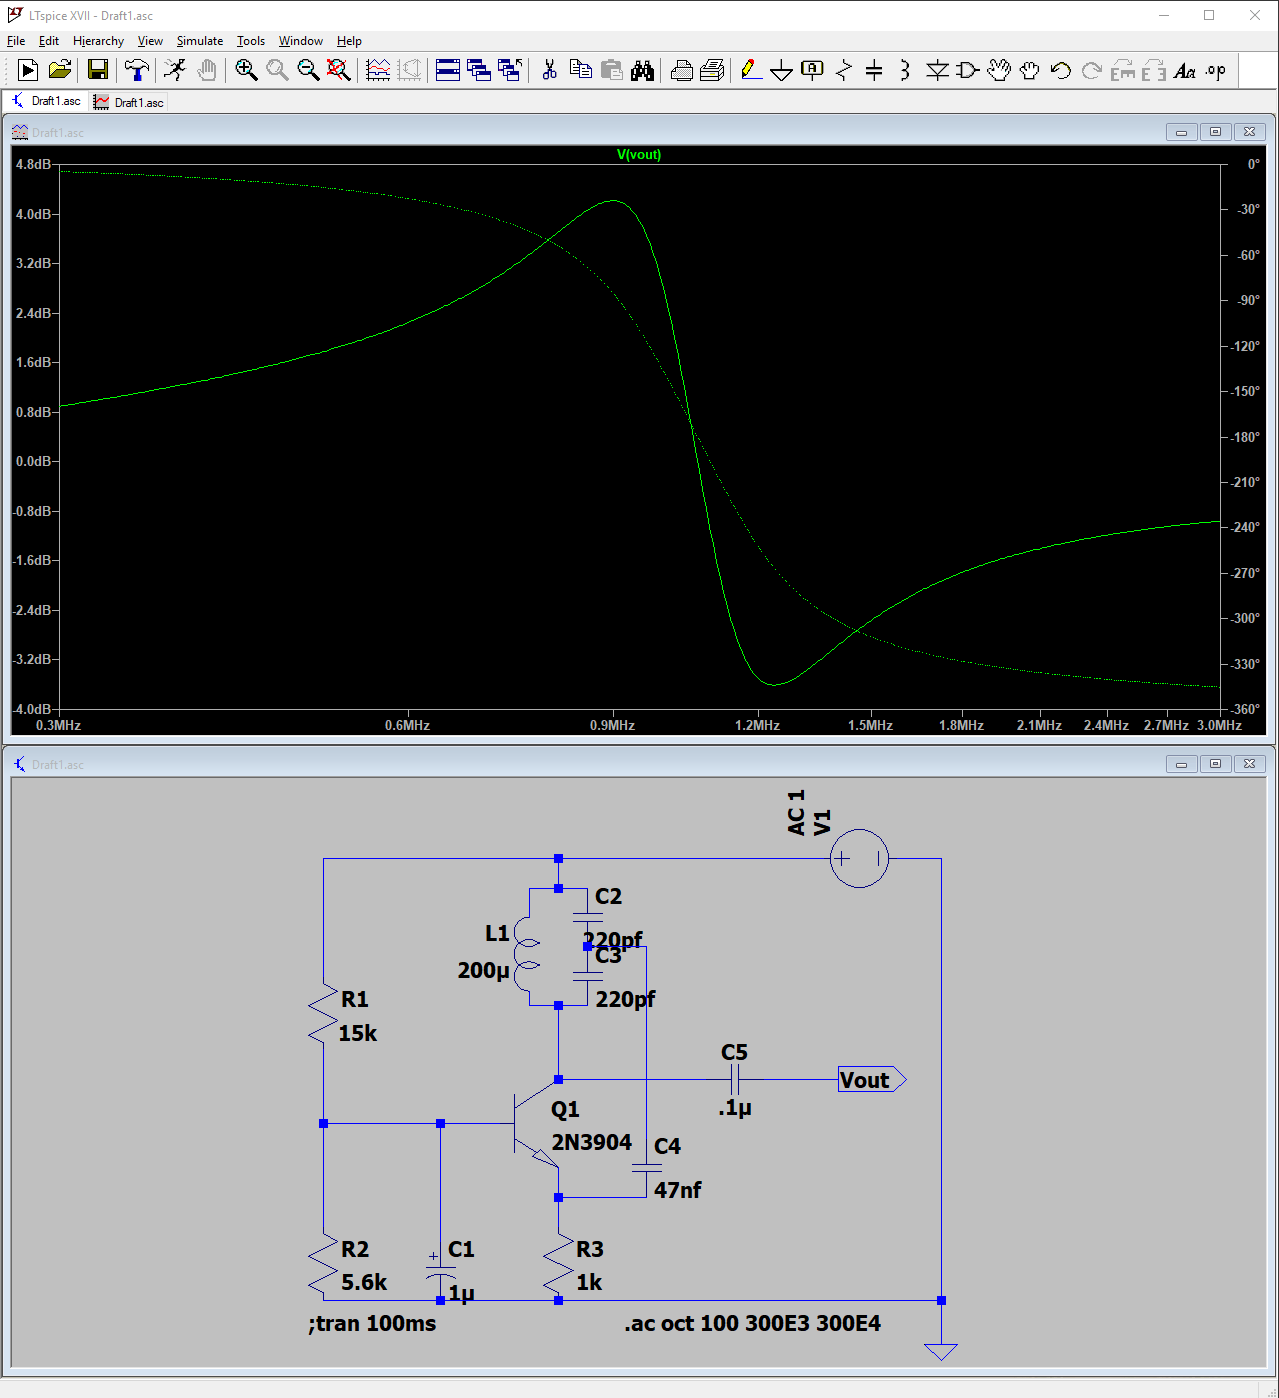 LTspice XVII - Draft1.asc
File Edit Hierarchy View Simulate Tools Window Help
Aa .op
Draft1.asc Draft1.asc
Draft1.asc
V(vout)
4.8dB 0°
4.0dB -30°
3.2dB -60°
2.4dB -90°
1.6dB -120°
0.8dB -150°
0.0dB -180°
-0.8dB -210°
-1.6dB -240°
-2.4dB -270°
-3.2dB -300°
-4.0dB -330°
-360°
0.3MHz 0.6MHz 0.9MHz 1.2MHz 1.5MHz 1.8MHz 2.1MHz 2.4MHz 2.7MHz 3.0MHz
Draft1.asc
AC 1
V1
C2
220pf
L1
200µ
C3
220pf
R1
15k
C5
.1µ
Vout
Q1
2N3904
C4
47nf
R2
5.6k
C1
1µ
R3
1k
;tran 100ms
.ac oct 100 300E3 300E4